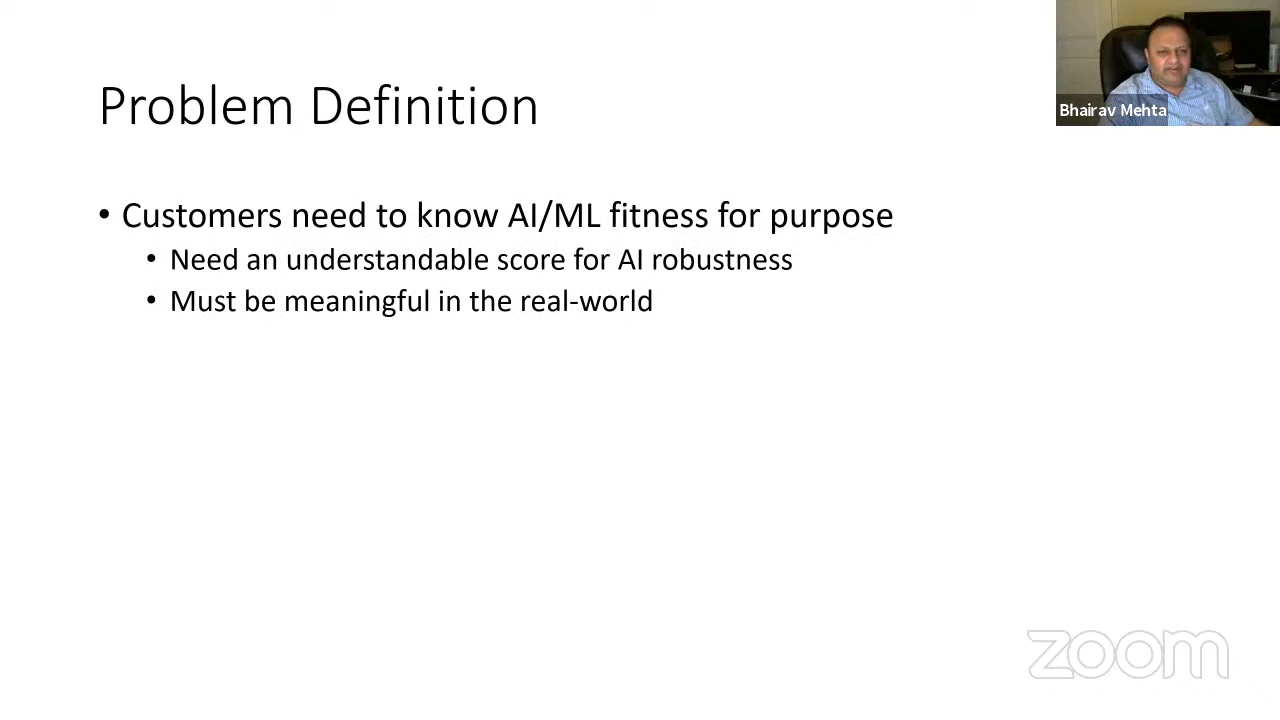 Problem Definition
Bhairav Mehta
• Customers need to know AI/ML fitness for purpose
• Need an understandable score for AI robustness
• Must be meaningful in the real-world
zoom